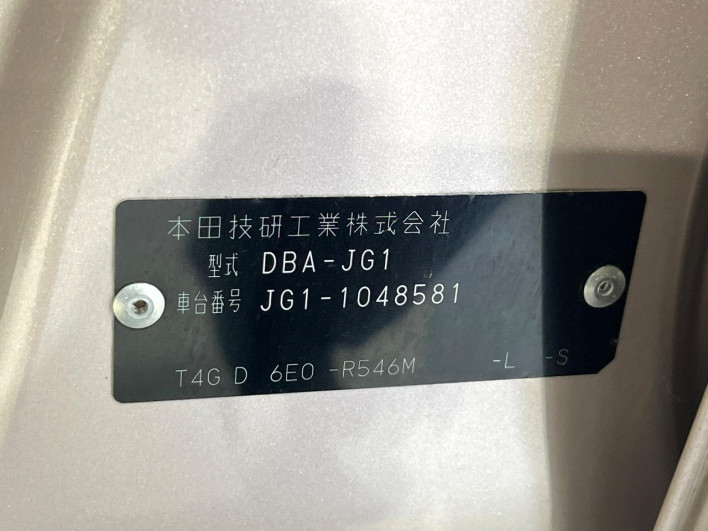 本田技研工業株式会社
型式 DBA-JG1
車台番号 JG1-1048581
T4G D 6E0 -R546M -L -S